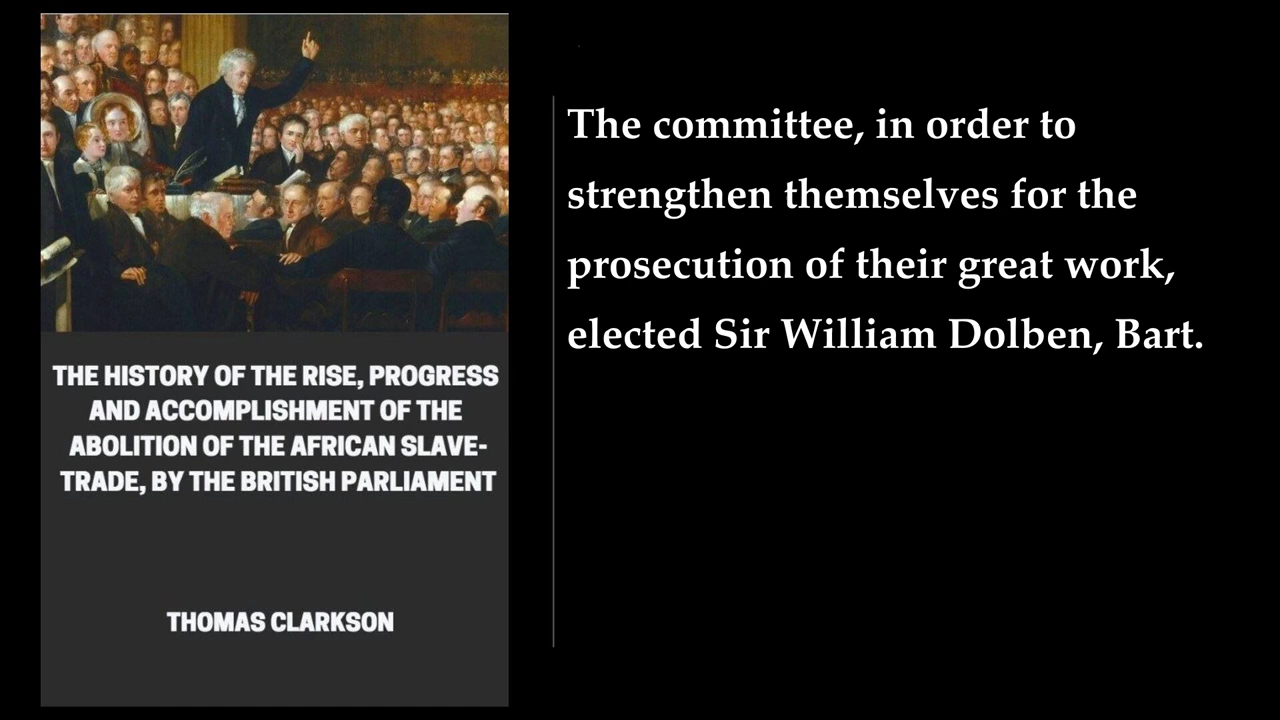 THE HISTORY OF THE RISE, PROGRESS
AND ACCOMPLISHMENT OF THE
ABOLITION OF THE AFRICAN SLAVE-
TRADE, BY THE BRITISH PARLIAMENT
THOMAS CLARKSON
The committee, in order to
strengthen themselves for the
prosecution of their great work,
elected Sir William Dolben, Bart.